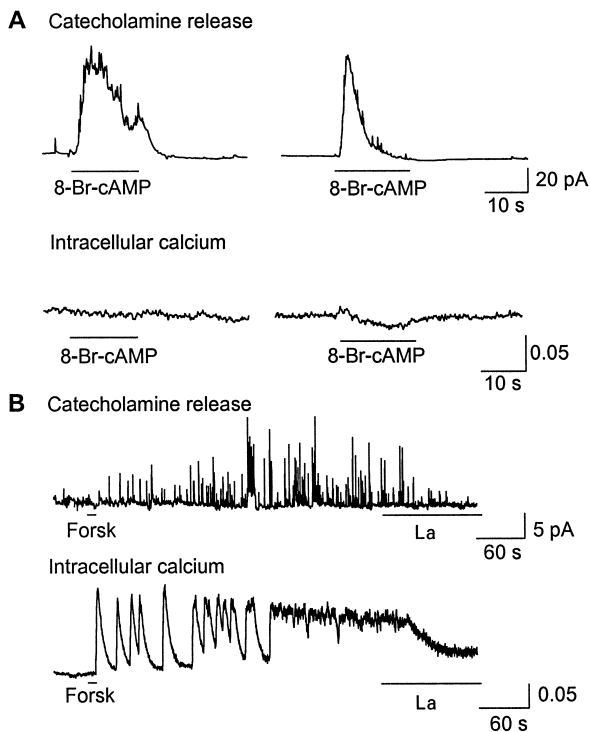 A Catecholamine release
8-Br-cAMP
8-Br-cAMP
20 pA
10 s
Intracellular calcium
8-Br-cAMP
8-Br-cAMP
0.05
10 s
B Catecholamine release
Forsk
La
5 pA
60 s
Intracellular calcium
Forsk
La
0.05
60 s